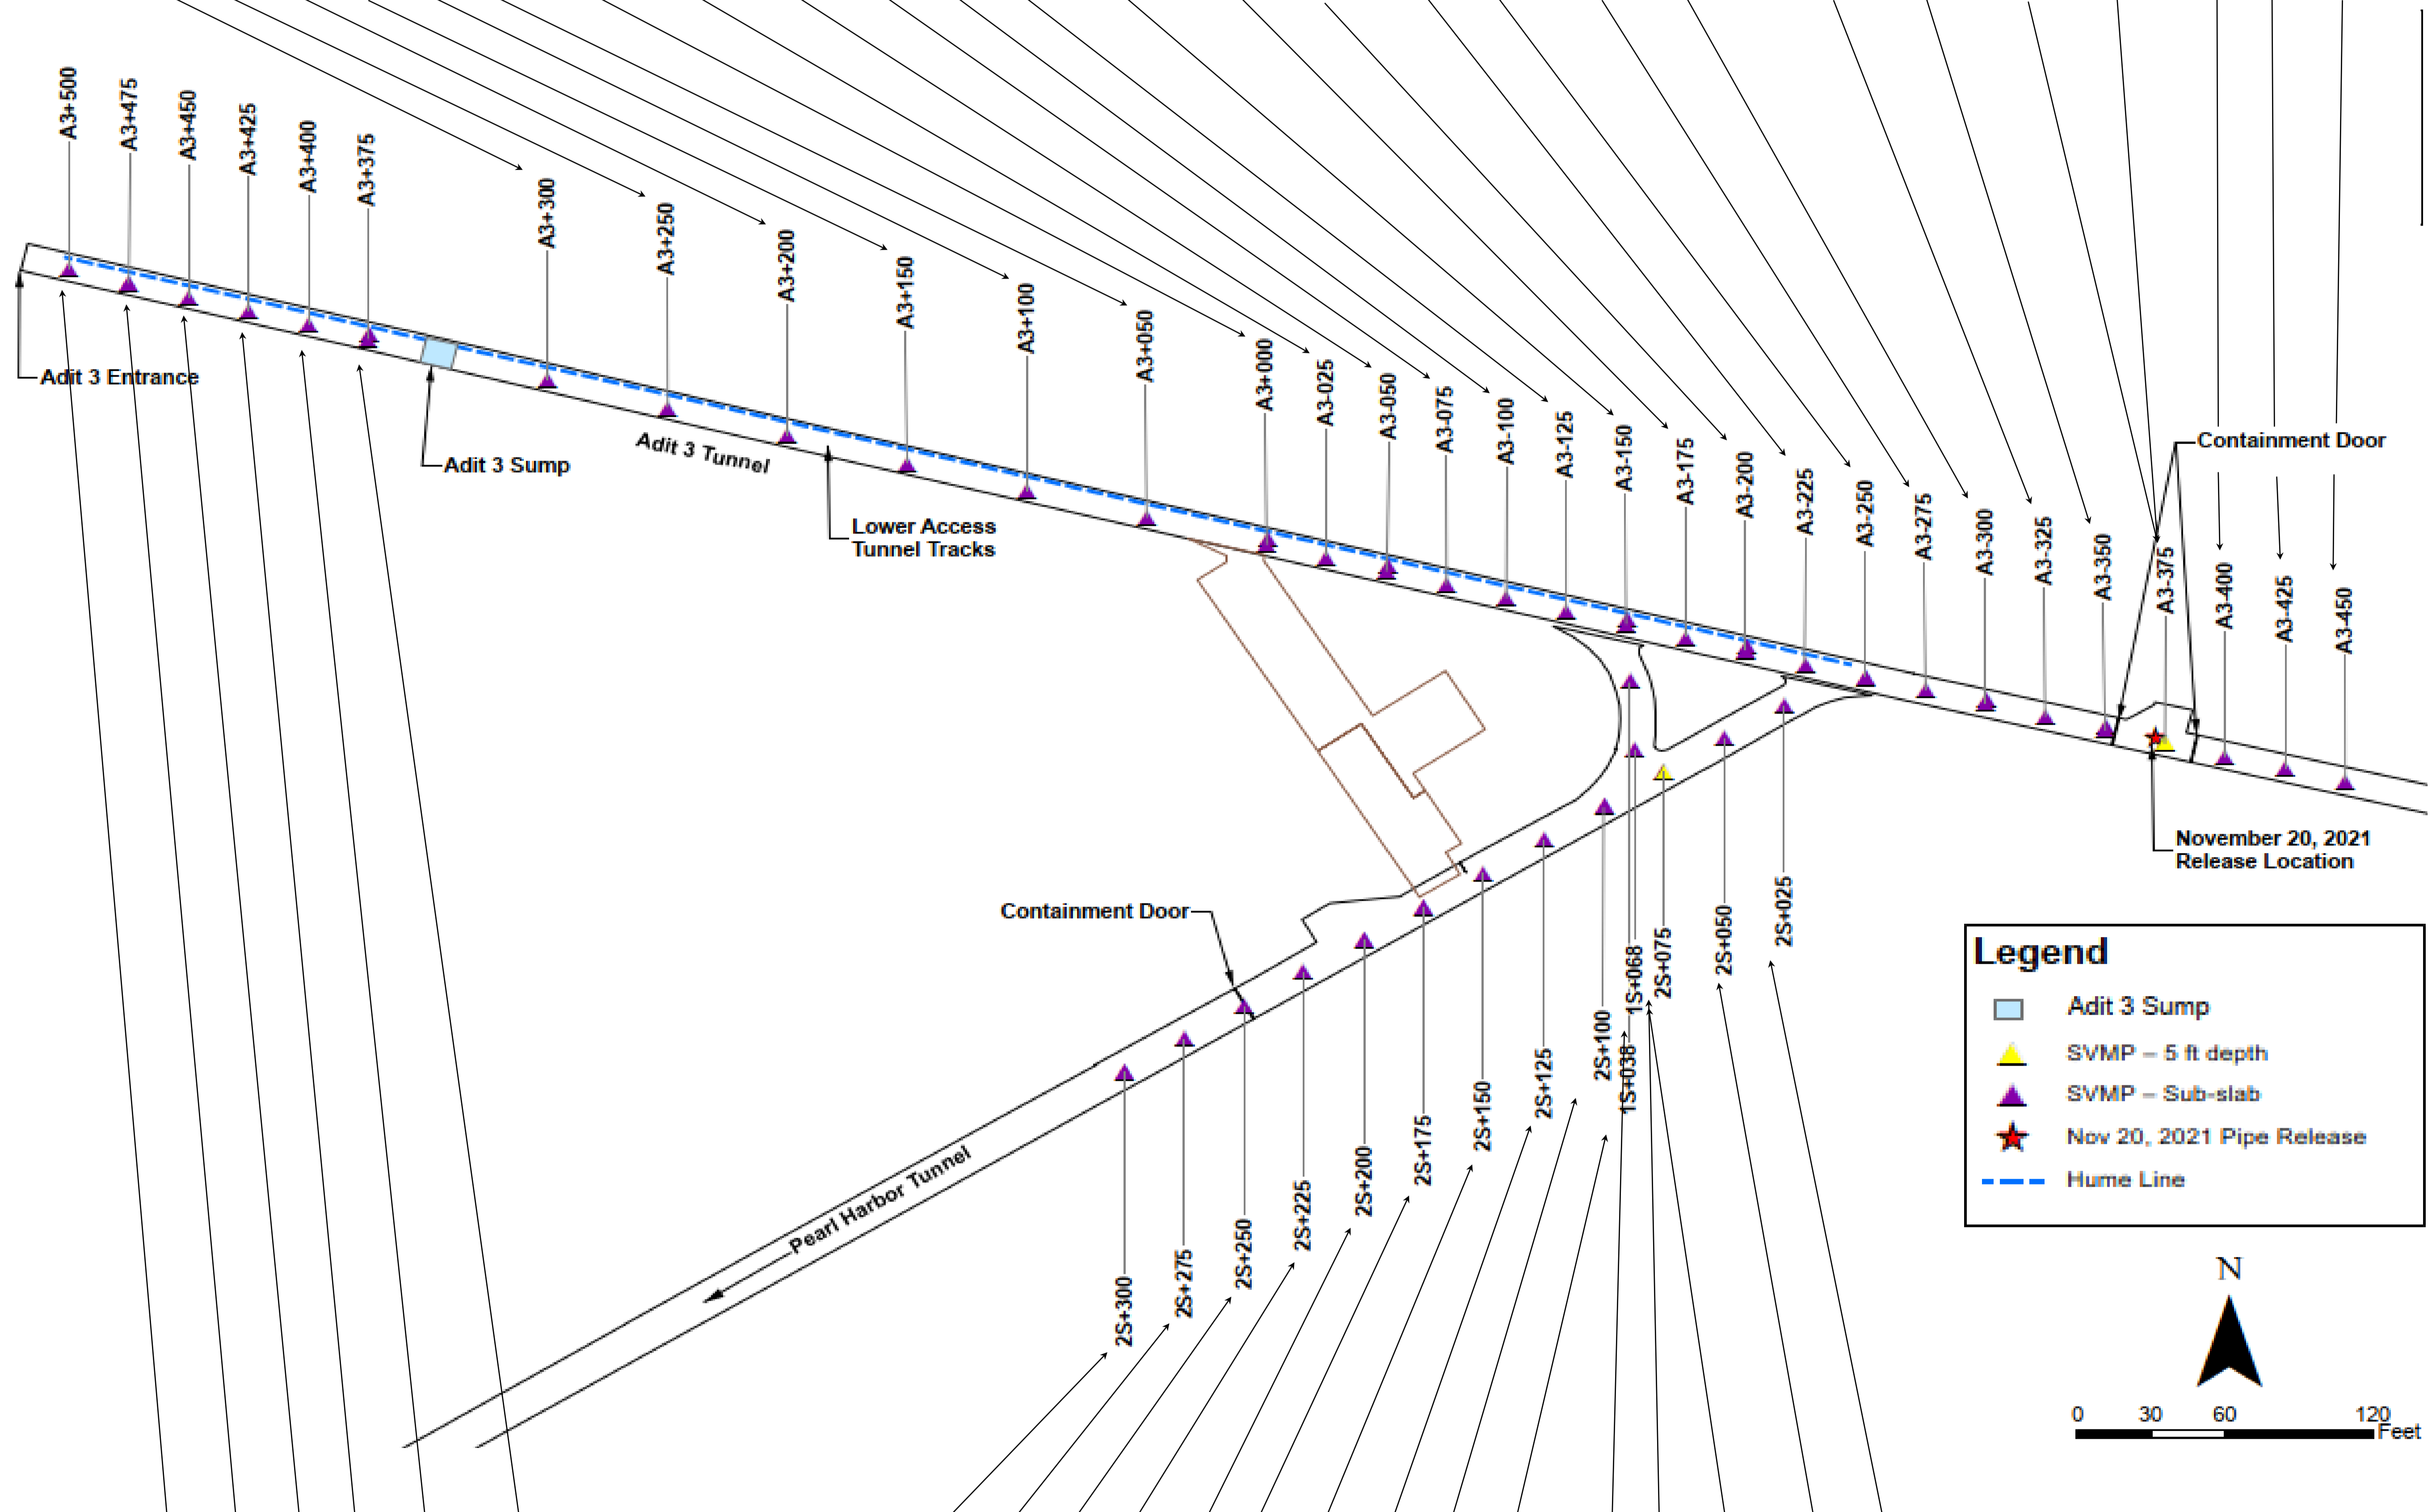 A3+500
A3+475
A3+450
A3+425
A3+400
A3+375
A3+300
A3+250
A3+200
A3+150
A3+100
A3+050
A3+000
A3-025
A3-050
A3-075
A3-100
A3-125
A3-150
A3-175
A3-200
A3-225
A3-250
A3-275
A3-300
A3-325
A3-350
A3-375
A3-400
A3-425
A3-450
Containment Door
Adit 3 Entrance
Adit 3 Sump
Adit 3 Tunnel
Lower Access
Tunnel Tracks
November 20, 2021
Release Location
Containment Door
Pearl Harbor Tunnel
2S+300
2S+275
2S+250
2S+225
2S+200
2S+175
2S+150
2S+125
2S+100
1S+038
1S+068
2S+075
2S+050
2S+025
Legend
Adit 3 Sump
SVMP – 5 ft depth
SVMP – Sub-slab
Nov 20, 2021 Pipe Release
Hume Line
N
0 30 60 120
Feet